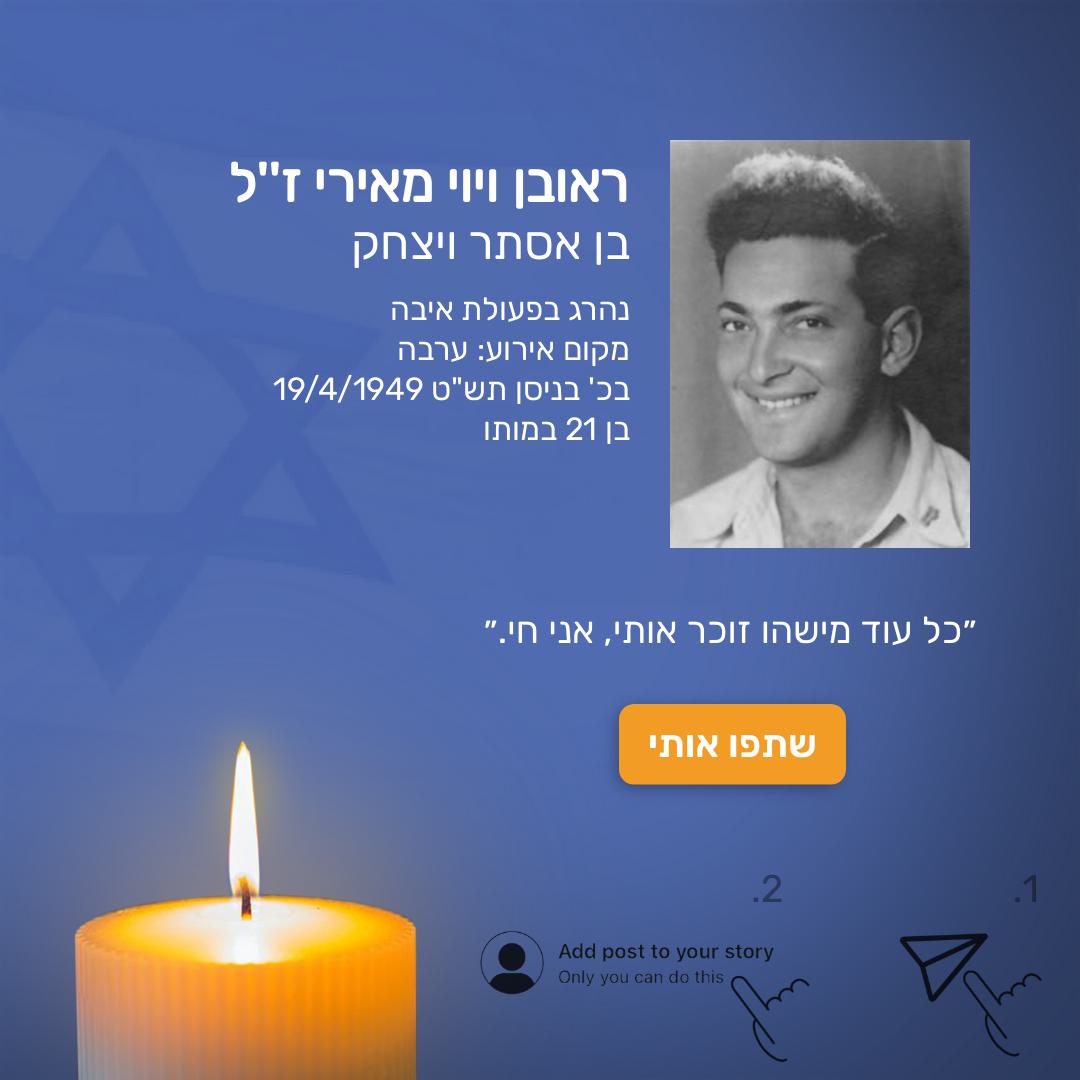 ראובן ויוי מאירי ז"ל
בן אסתר ויצחק
נהרג בפעולת איבה
מקום אירוע: ערבה
בכ' בניסן תש"ט 19/4/1949
בן 21 במותו
״כל עוד מישהו זוכר אותי, אני חי.״
שתפו אותי
1.
2.
Add post to your story
Only you can do this